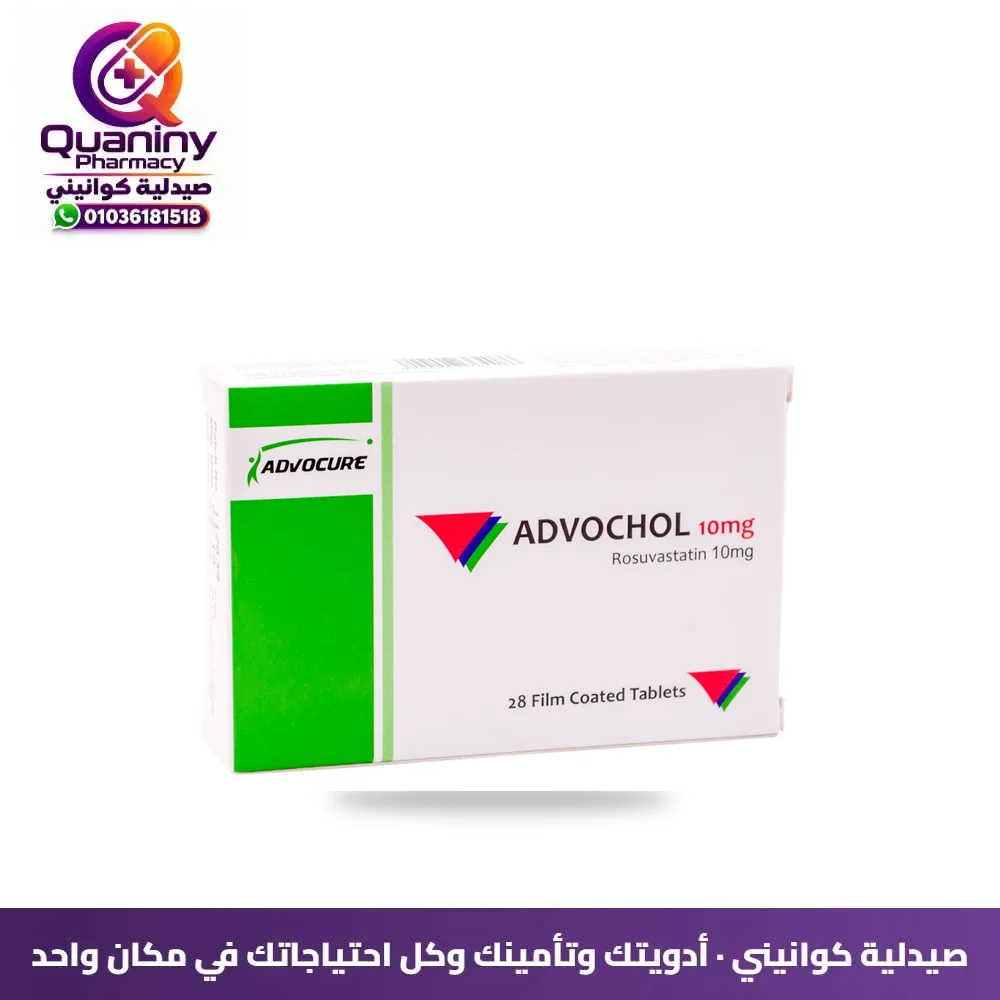 Quaniny
Pharmacy
صيدلية كوانيني
01036181518
ADVOCURE
ADVOCHOL 10mg
Rosuvastatin 10mg
28 Film Coated Tablets
صيدلية كوانيني · أدويتك وتأمينك وكل احتياجاتك في مكان واحد